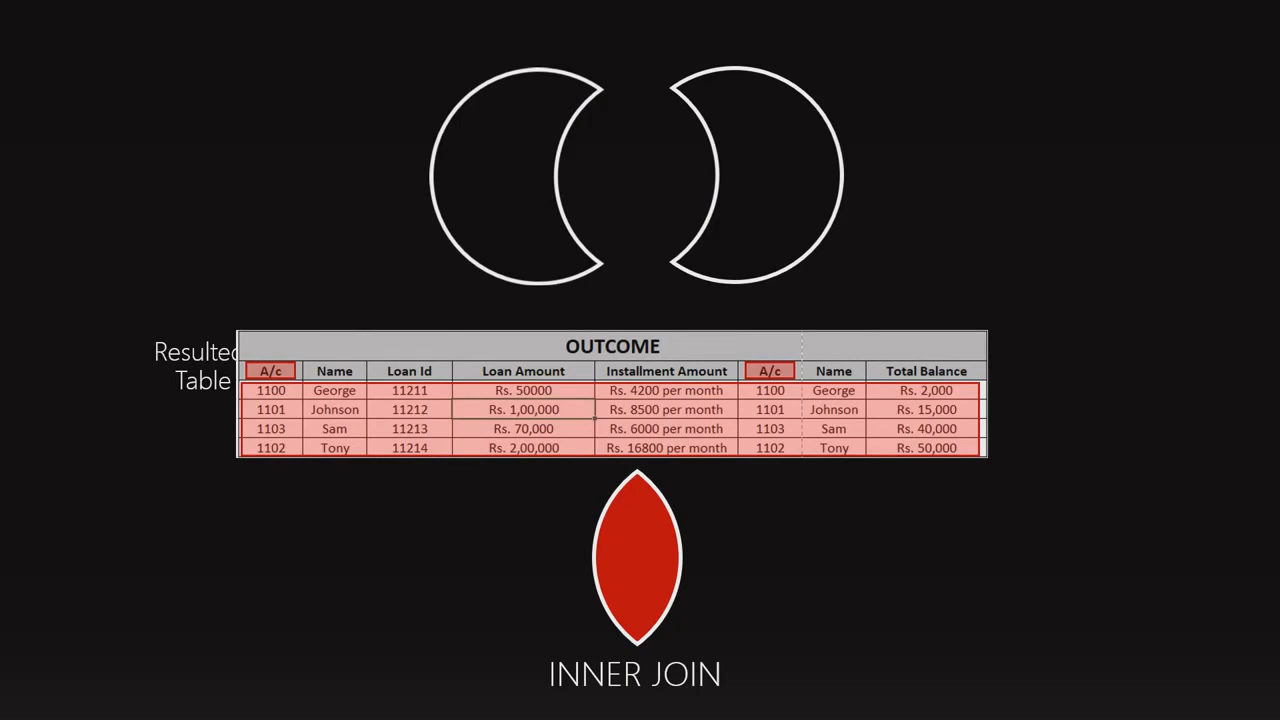 Resulted
Table
OUTCOME
A/c Name Loan Id Loan Amount Installment Amount A/c Name Total Balance
1100 George 11211 Rs. 50000 Rs. 4200 per month 1100 George Rs. 2,000
1101 Johnson 11212 Rs. 1,00,000 Rs. 8500 per month 1101 Johnson Rs. 15,000
1103 Sam 11213 Rs. 70,000 Rs. 6000 per month 1103 Sam Rs. 40,000
1102 Tony 11214 Rs. 2,00,000 Rs. 16800 per month 1102 Tony Rs. 50,000
INNER JOIN